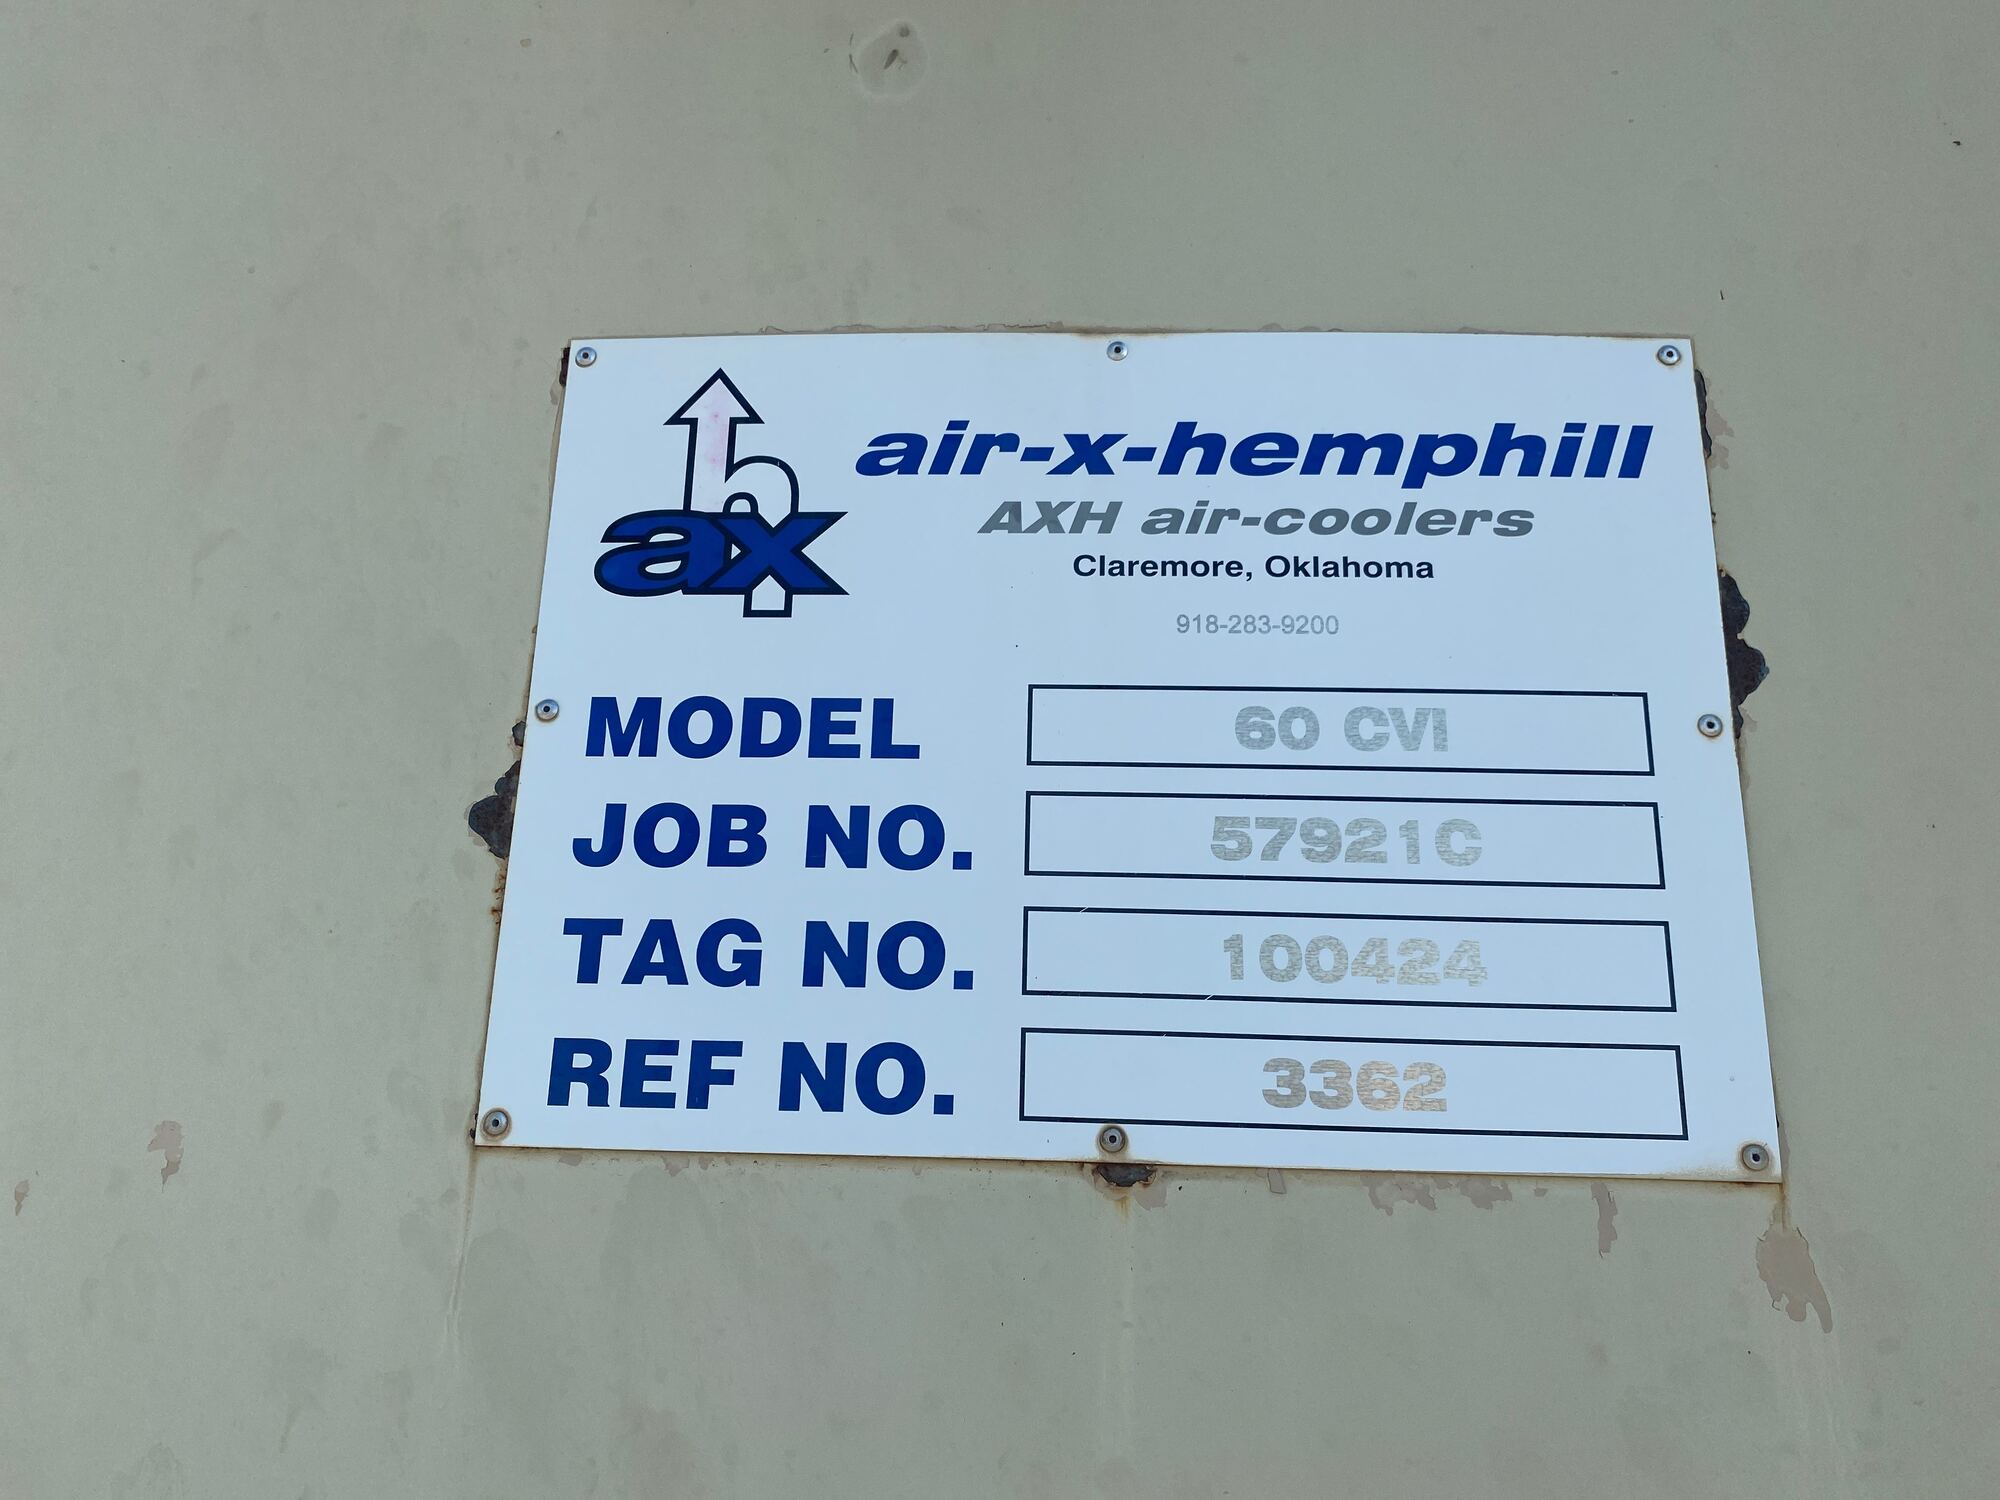 axh
air-x-hemphill
AXH air-coolers
Claremore, Oklahoma
918-283-9200
MODEL 60 CVI
JOB NO. 57921C
TAG NO. 100424
REF NO. 3362